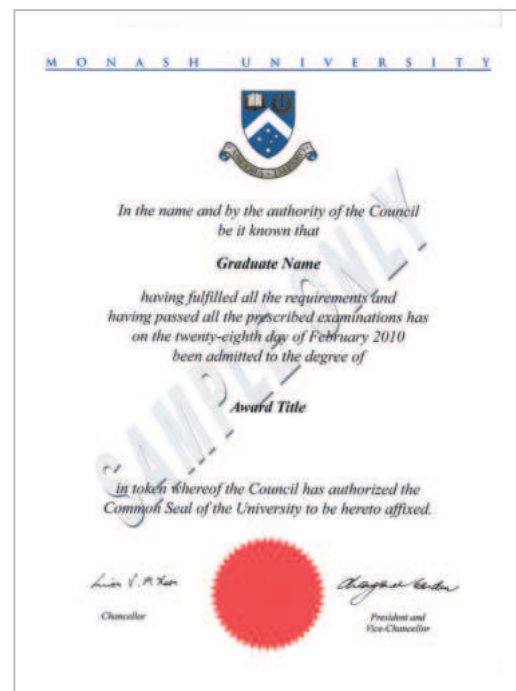 MONASH UNIVERSITY
ANCORA IMPARO
In the name and by the authority of the Council
be it known that
Graduate Name
having fulfilled all the requirements and
having passed all the prescribed examinations has
on the twenty-eighth day of February 2010
been admitted to the degree of
Award Title
in token whereof the Council has authorized the
Common Seal of the University to be hereto affixed.
SAMPLE ONLY
Chancellor
President and
Vice-Chancellor